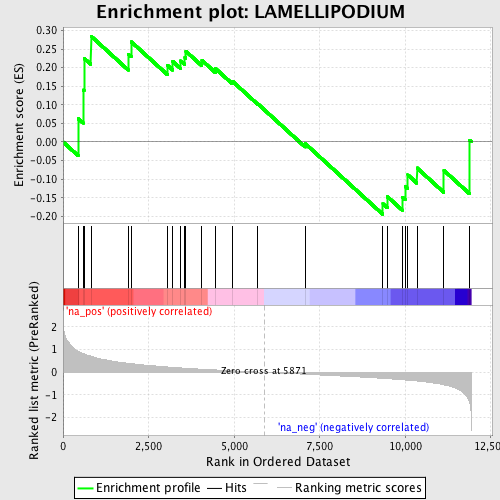 Enrichment plot: LAMELLIPODIUM
Enrichment score (ES)
0.30
0.25
0.20
0.15
0.10
0.05
0.00
-0.05
-0.10
-0.15
-0.20
'na_pos' (positively correlated)
Ranked list metric (PreRanked)
2
1
0
-1
-2
Zero cross at 5871
'na_neg' (negatively correlated)
0
2,500
5,000
7,500
10,000
12,500
Rank in Ordered Dataset
Enrichment profile
Hits
Ranking metric scores